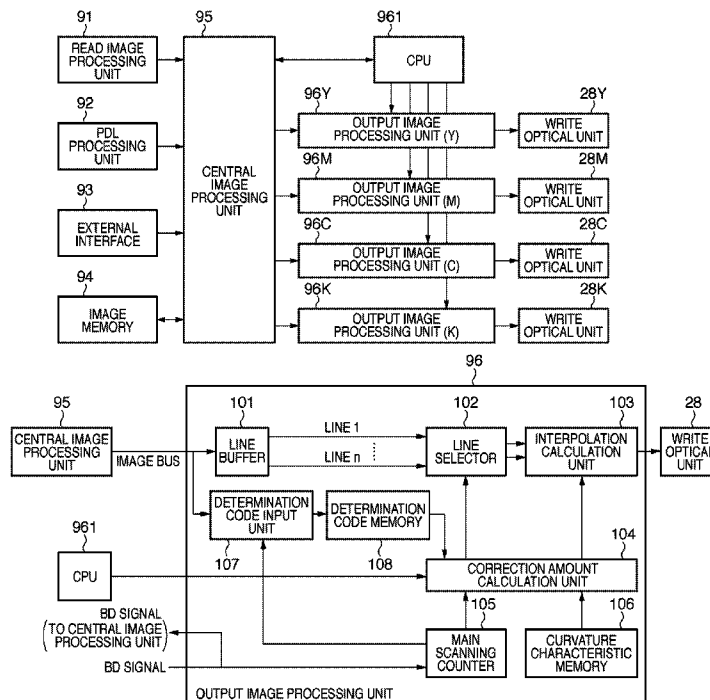 91
95
961
READ IMAGE
PROCESSING
UNIT
CPU
92
96Y
28Y
PDL
PROCESSING
UNIT
OUTPUT IMAGE
PROCESSING UNIT (Y)
WRITE
OPTICAL UNIT
CENTRAL
IMAGE
PROCESSING
UNIT
96M
28M
93
OUTPUT IMAGE
PROCESSING UNIT (M)
WRITE
OPTICAL UNIT
EXTERNAL
INTERFACE
96C
28C
94
OUTPUT IMAGE
PROCESSING UNIT (C)
WRITE
OPTICAL UNIT
IMAGE
MEMORY
96K
28K
OUTPUT IMAGE
PROCESSING UNIT (K)
WRITE
OPTICAL UNIT
96
95
101
102
103
28
CENTRAL IMAGE
PROCESSING
UNIT
IMAGE BUS
LINE
BUFFER
LINE 1
LINE n
LINE
SELECTOR
INTERPOLATION
CALCULATION
UNIT
WRITE
OPTICAL
UNIT
DETERMINATION
CODE INPUT
UNIT
DETERMINATION
CODE MEMORY
961
107
108
104
CPU
CORRECTION AMOUNT
CALCULATION UNIT
105
106
BD SIGNAL
(TO CENTRAL IMAGE
PROCESSING UNIT)
MAIN
SCANNING
COUNTER
CURVATURE
CHARACTERISTIC
MEMORY
BD SIGNAL
OUTPUT IMAGE PROCESSING UNIT